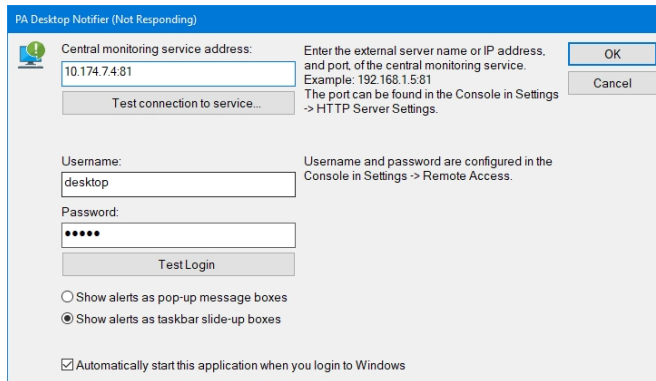 PA Desktop Notifier (Not Responding)
Central monitoring service address:
10.174.7.4:81
Test connection to service...
Enter the external server name or IP address,
and port, of the central monitoring service.
Example: 192.168.1.5:81
The port can be found in the Console in Settings
-> HTTP Server Settings.
OK
Cancel
Username:
desktop
Username and password are configured in the
Console in Settings -> Remote Access.
Password:
•••••
Test Login
Show alerts as pop-up message boxes
Show alerts as taskbar slide-up boxes
Automatically start this application when you login to Windows